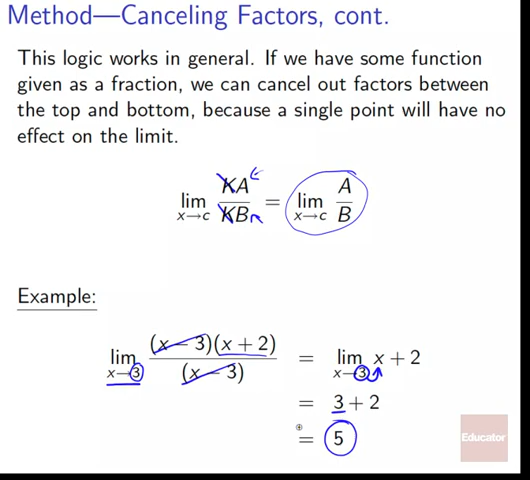 Method—Canceling Factors, cont.
This logic works in general. If we have some function
given as a fraction, we can cancel out factors between
the top and bottom, because a single point will have no
effect on the limit.
lim x→c KA/KB = lim x→c A/B
Example:
lim x→3 (x − 3)(x + 2)/(x − 3) = lim x→3 x + 2
= 3 + 2
= 5
Educator